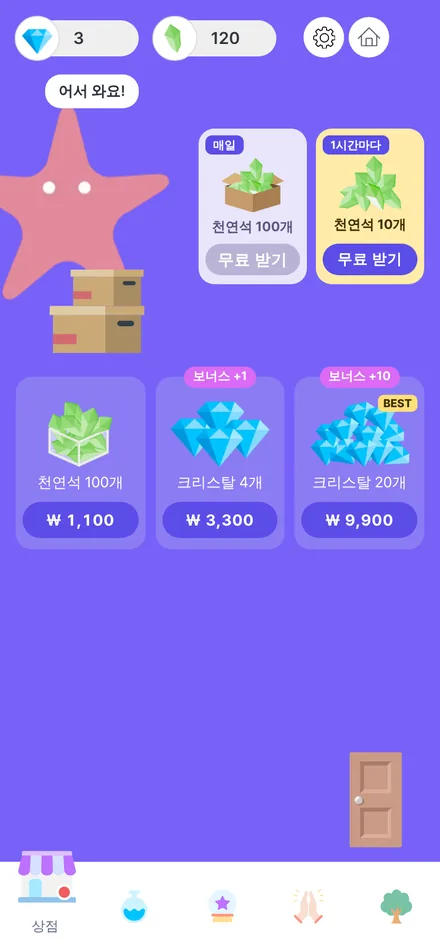 3
120
어서 와요!
매일
1시간마다
천연석 100개
천연석 10개
무료 받기
무료 받기
보너스 +1
보너스 +10
BEST
천연석 100개
크리스탈 4개
크리스탈 20개
₩ 1,100
₩ 3,300
₩ 9,900
상점